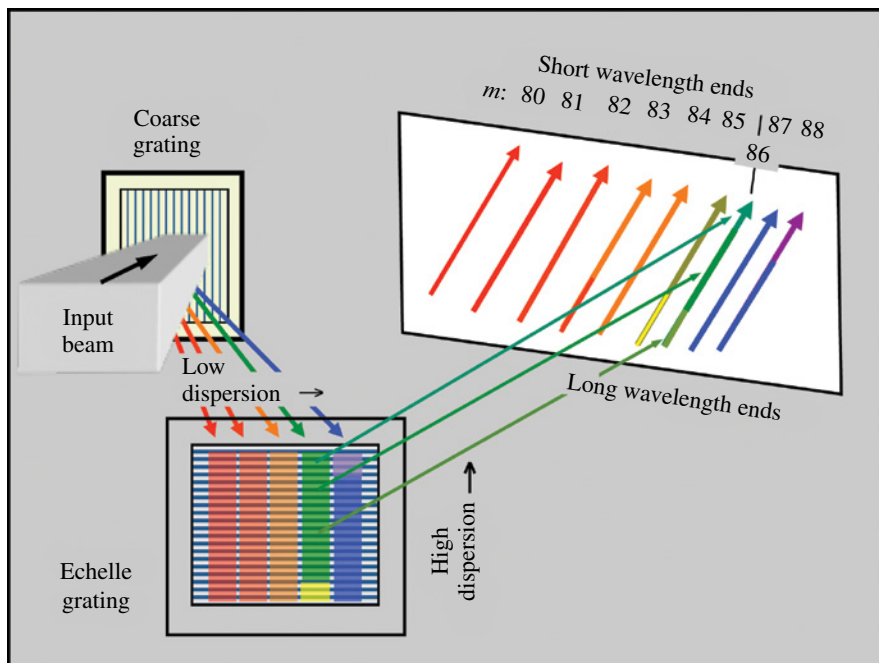 Short wavelength ends
m: 80 81 82 83 84 85 | 87 88
86
Coarse
grating
Input
beam
Low
dispersion →
Long wavelength ends
High
dispersion →
Echelle
grating